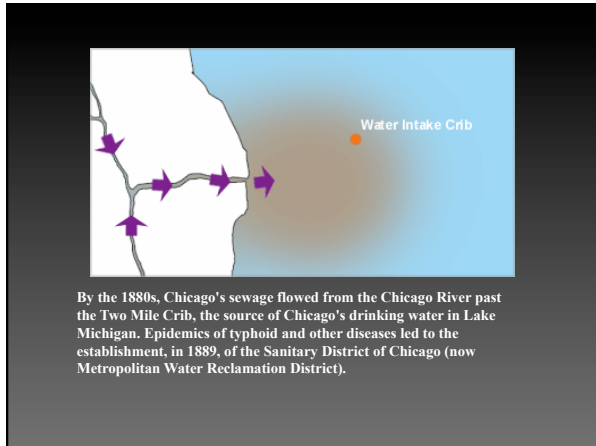 Water Intake Crib
By the 1880s, Chicago's sewage flowed from the Chicago River past
the Two Mile Crib, the source of Chicago's drinking water in Lake
Michigan. Epidemics of typhoid and other diseases led to the
establishment, in 1889, of the Sanitary District of Chicago (now
Metropolitan Water Reclamation District).